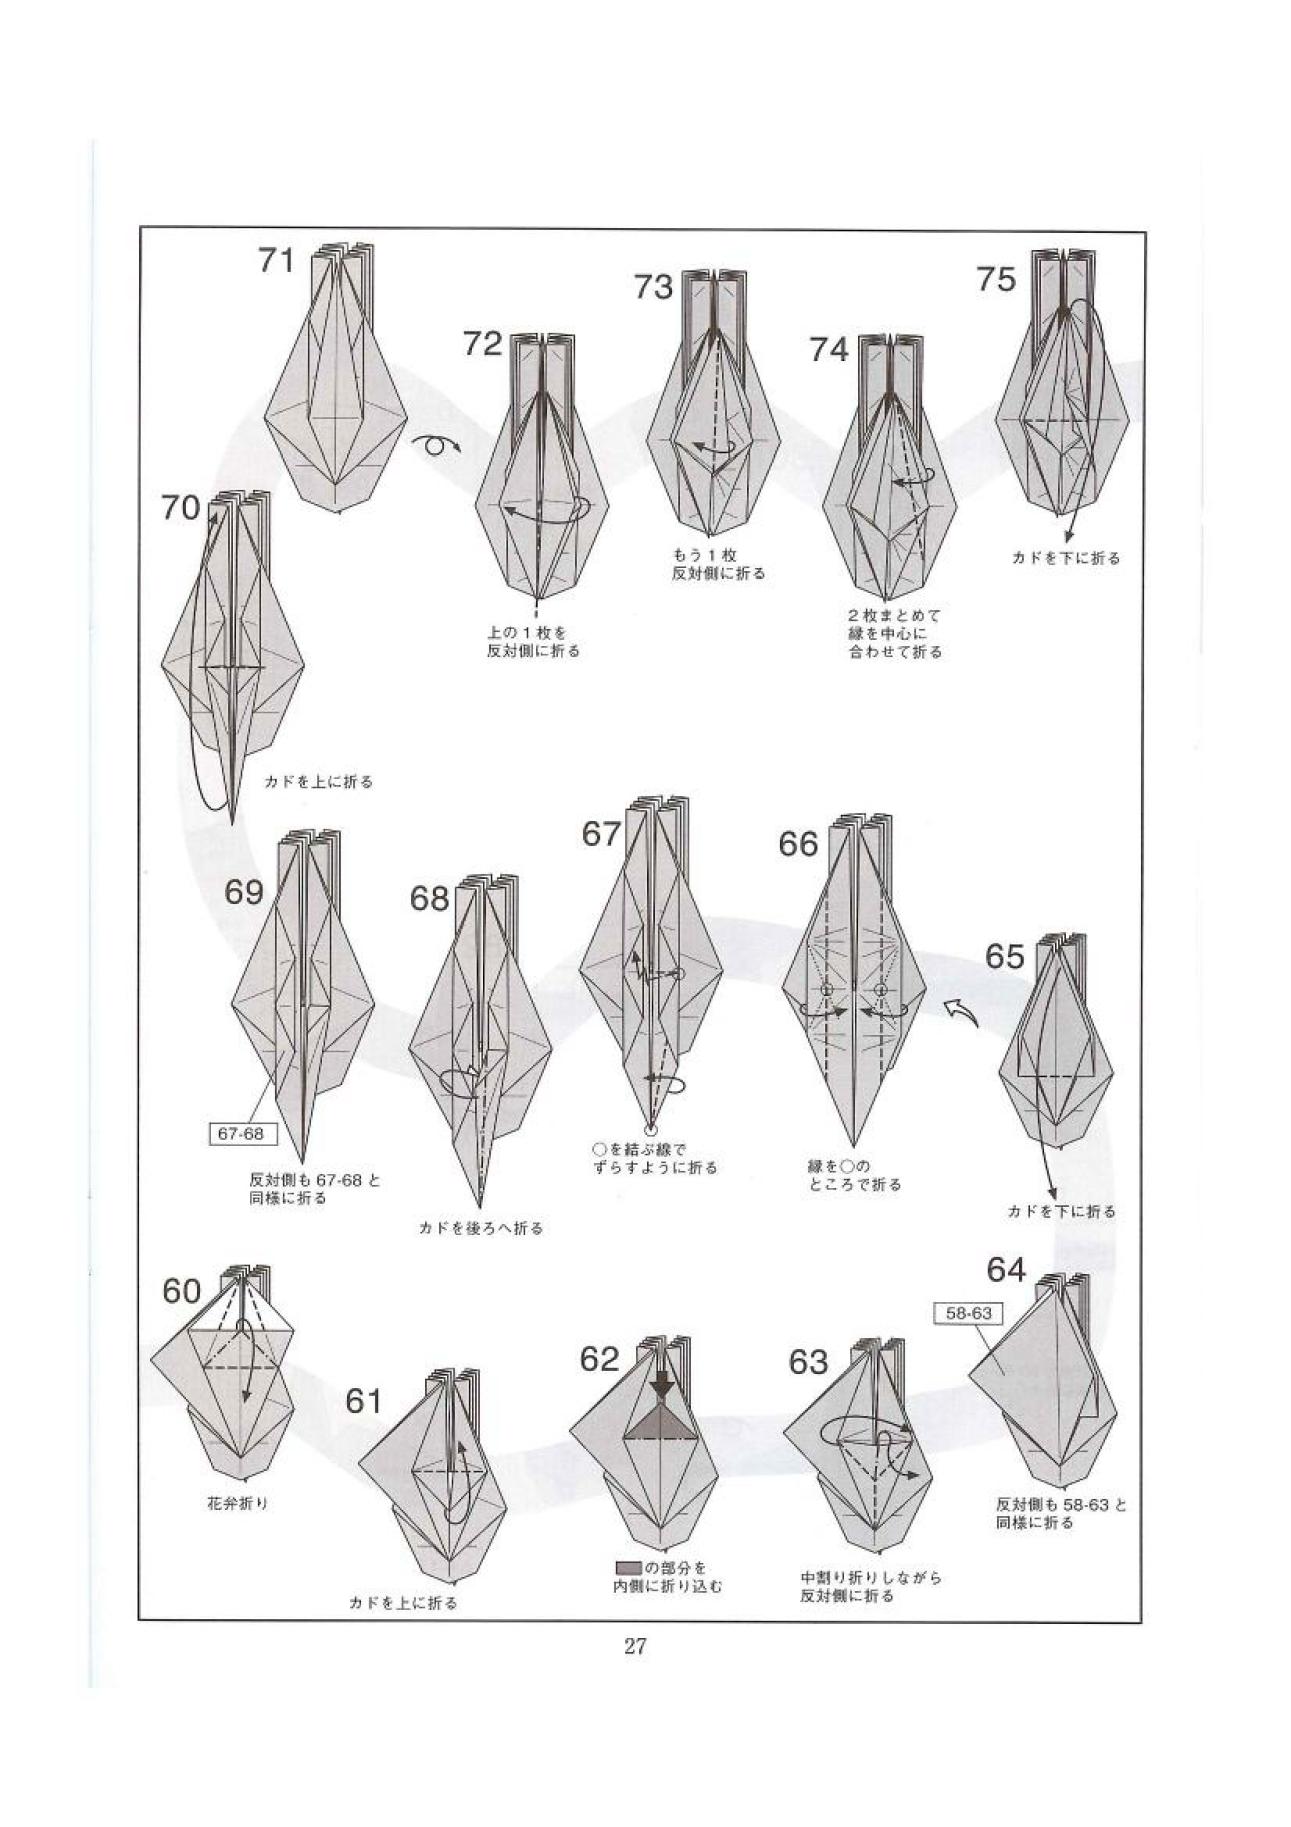 71
72
73
74
75
70
上の1枚を
反対側に折る
もう1枚
反対側に折る
2枚まとめて
縁を中心に
合わせて折る
カドを下に折る
カドを上に折る
69
68
67
66
65
67-68
反対側も67-68と
同様に折る
カドを後ろへ折る
○を結ぶ線で
ずらすように折る
縁を○の
ところで折る
カドを下に折る
60
61
62
63
64
58-63
花弁折り
カドを上に折る
の部分を
内側に折り込む
中割り折りしながら
反対側に折る
反対側も58-63と
同様に折る
27